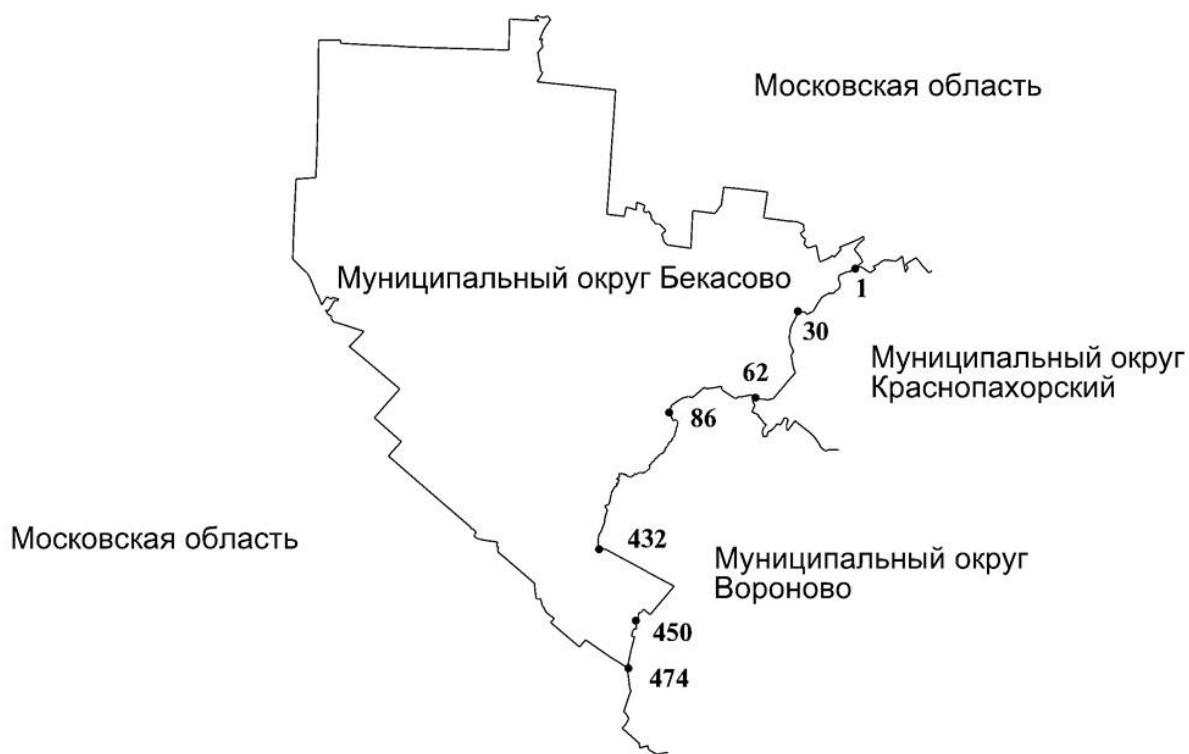 Московская область
Муниципальный округ Бекасово
1
30
Муниципальный округ
Краснопахорский
62
86
Московская область
432
Муниципальный округ
Вороново
450
474